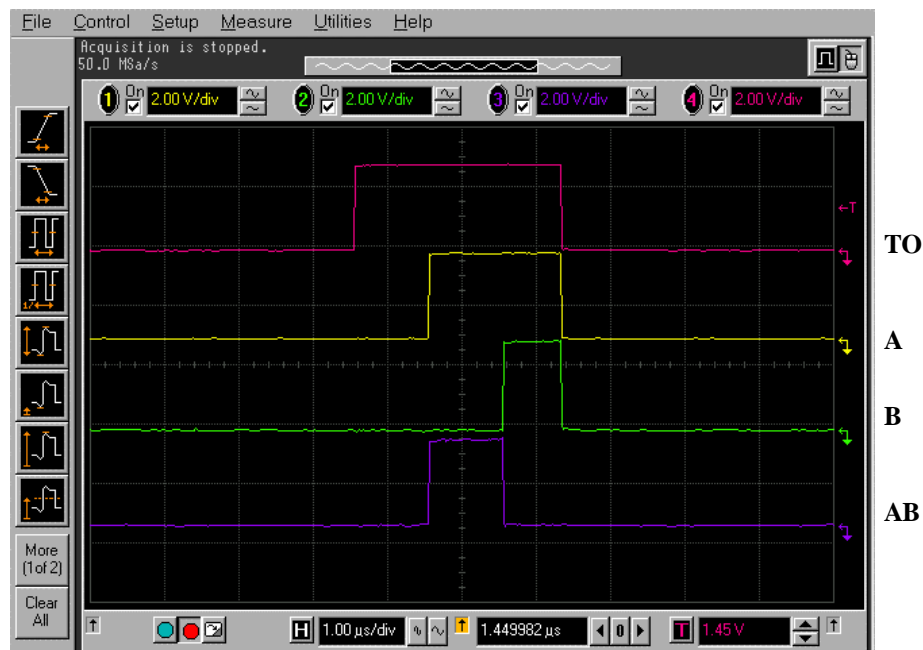 File Control Setup Measure Utilities Help
Acquisition is stopped.
50.0 MSa/s
1 On 2.00 V/div 2 On 2.00 V/div 3 On 2.00 V/div 4 On 2.00 V/div
T
TO
A
B
AB
More
(1of 2)
Clear
All
H 1.00 µs/div 1.449982 µs 0 T 1.45 V